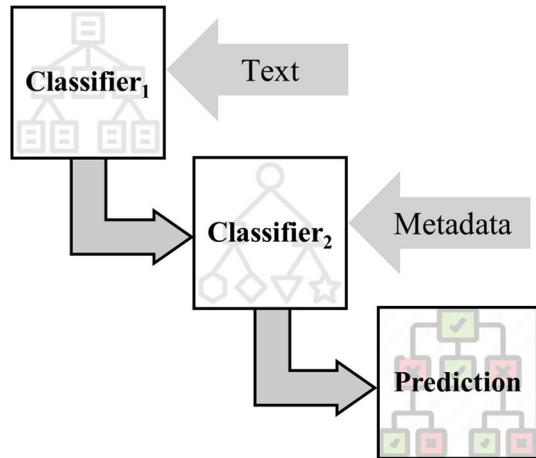 Classifier₁
Text
Classifier₂
Metadata
Prediction